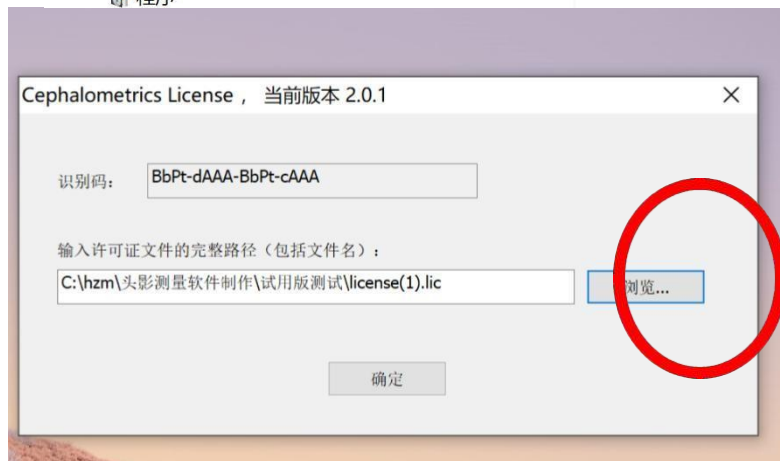 程序
Cephalometrics License， 当前版本 2.0.1
识别码：
BbPt-dAAA-BbPt-cAAA
输入许可证文件的完整路径（包括文件名）：
C:\hzm\头影测量软件制作\试用版测试\license(1).lic
浏览...
确定